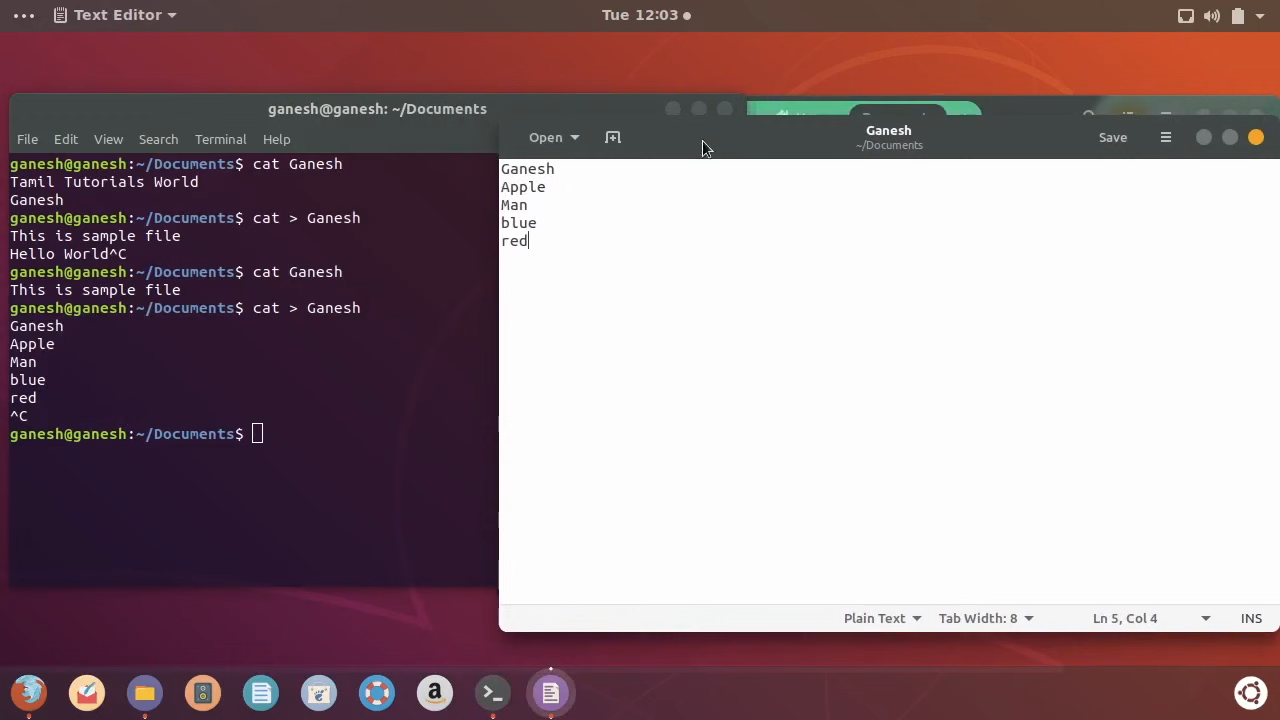 Text Editor
Tue 12:03
ganesh@ganesh: ~/Documents
File Edit View Search Terminal Help
ganesh@ganesh:~/Documents$ cat Ganesh
Tamil Tutorials World
Ganesh
ganesh@ganesh:~/Documents$ cat > Ganesh
This is sample file
Hello World^C
ganesh@ganesh:~/Documents$ cat Ganesh
This is sample file
ganesh@ganesh:~/Documents$ cat > Ganesh
Ganesh
Apple
Man
blue
red
^C
ganesh@ganesh:~/Documents$
Open
Ganesh
~/Documents
Save
Ganesh
Apple
Man
blue
red
Plain Text Tab Width: 8 Ln 5, Col 4 INS